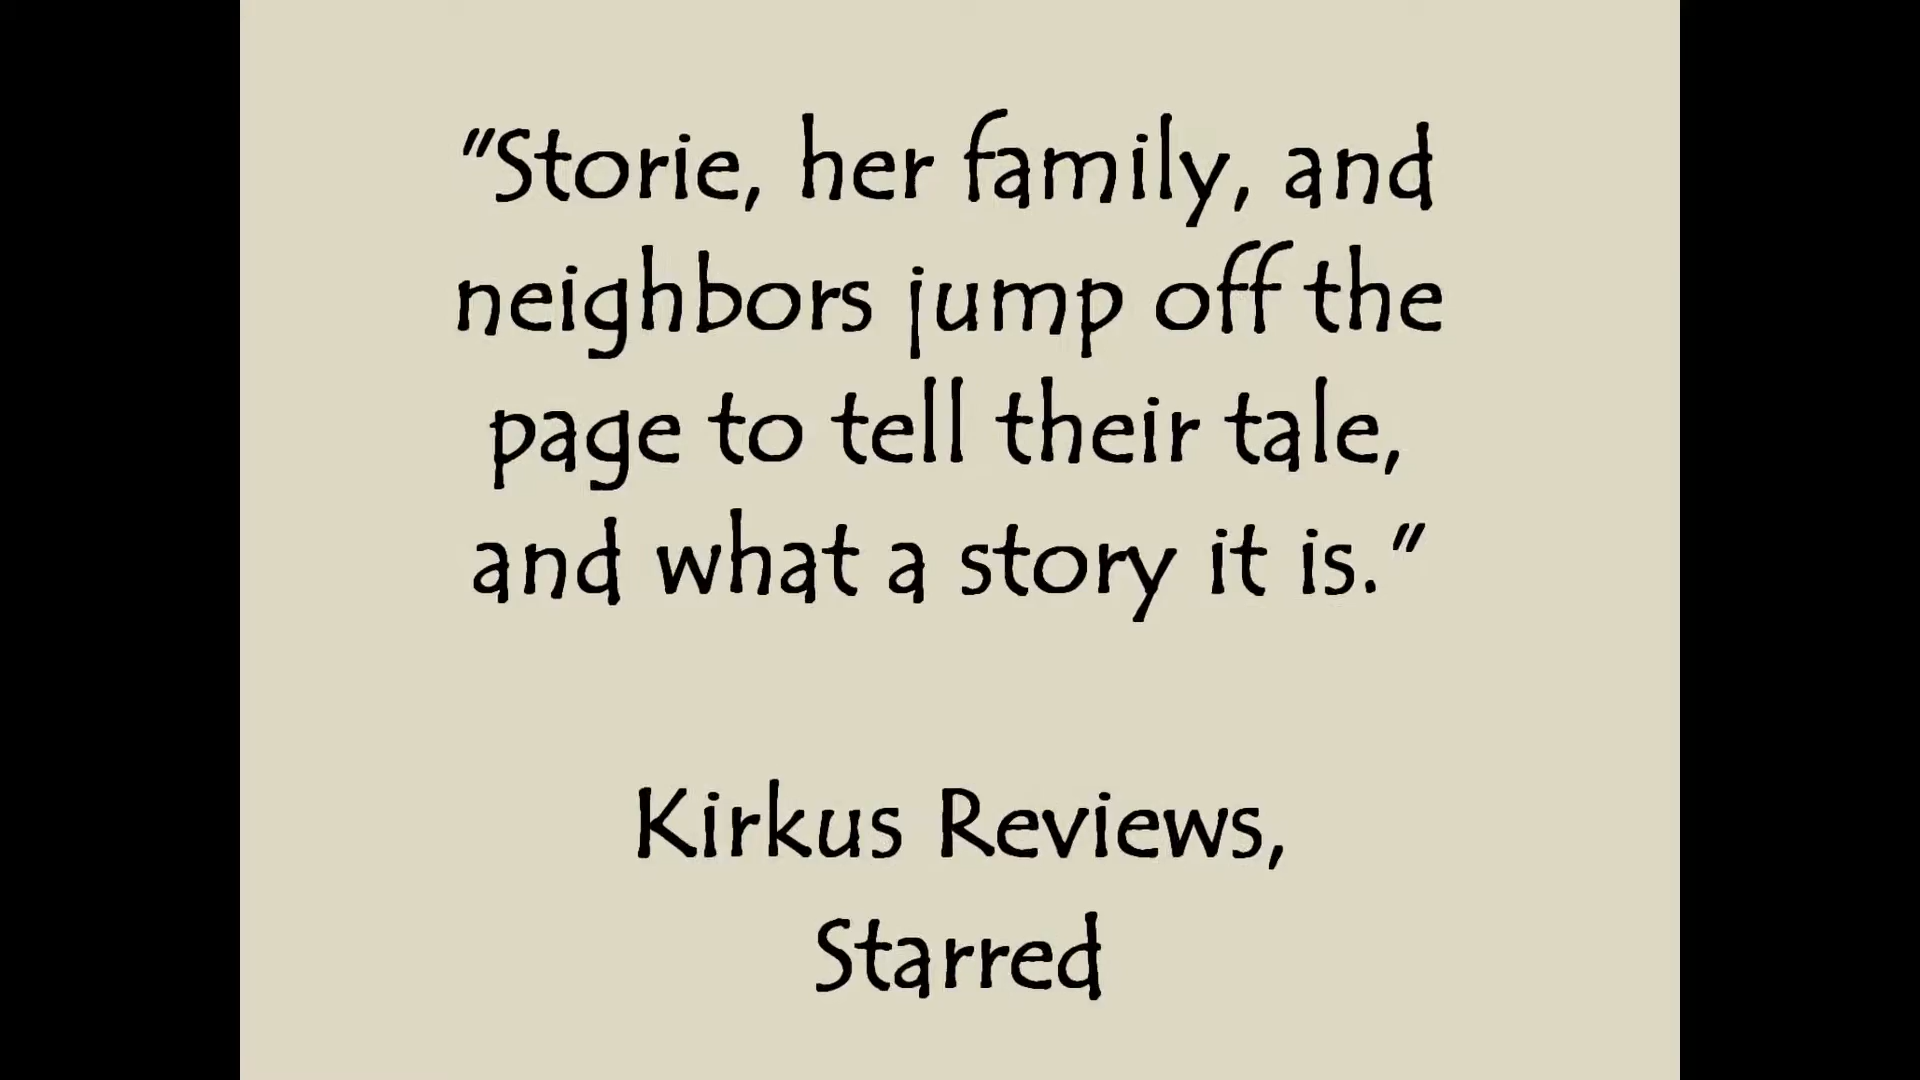 "Storie, her family, and
neighbors jump off the
page to tell their tale,
and what a story it is."
Kirkus Reviews,
Starred